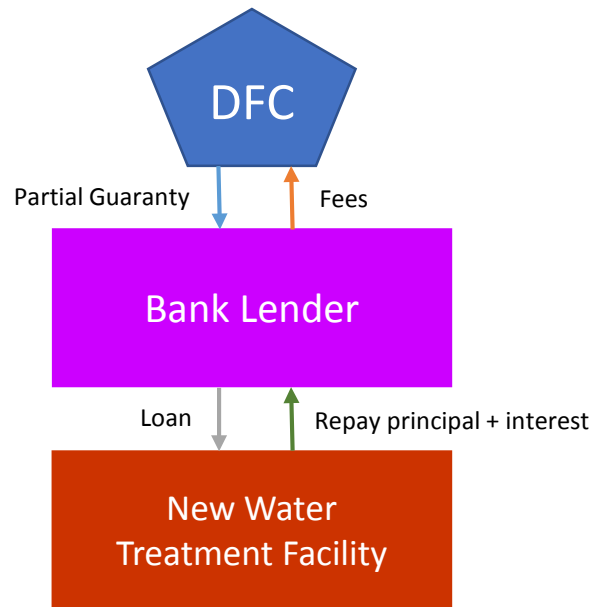 DFC
Partial Guaranty
Fees
Bank Lender
Loan
Repay principal + interest
New Water
Treatment Facility